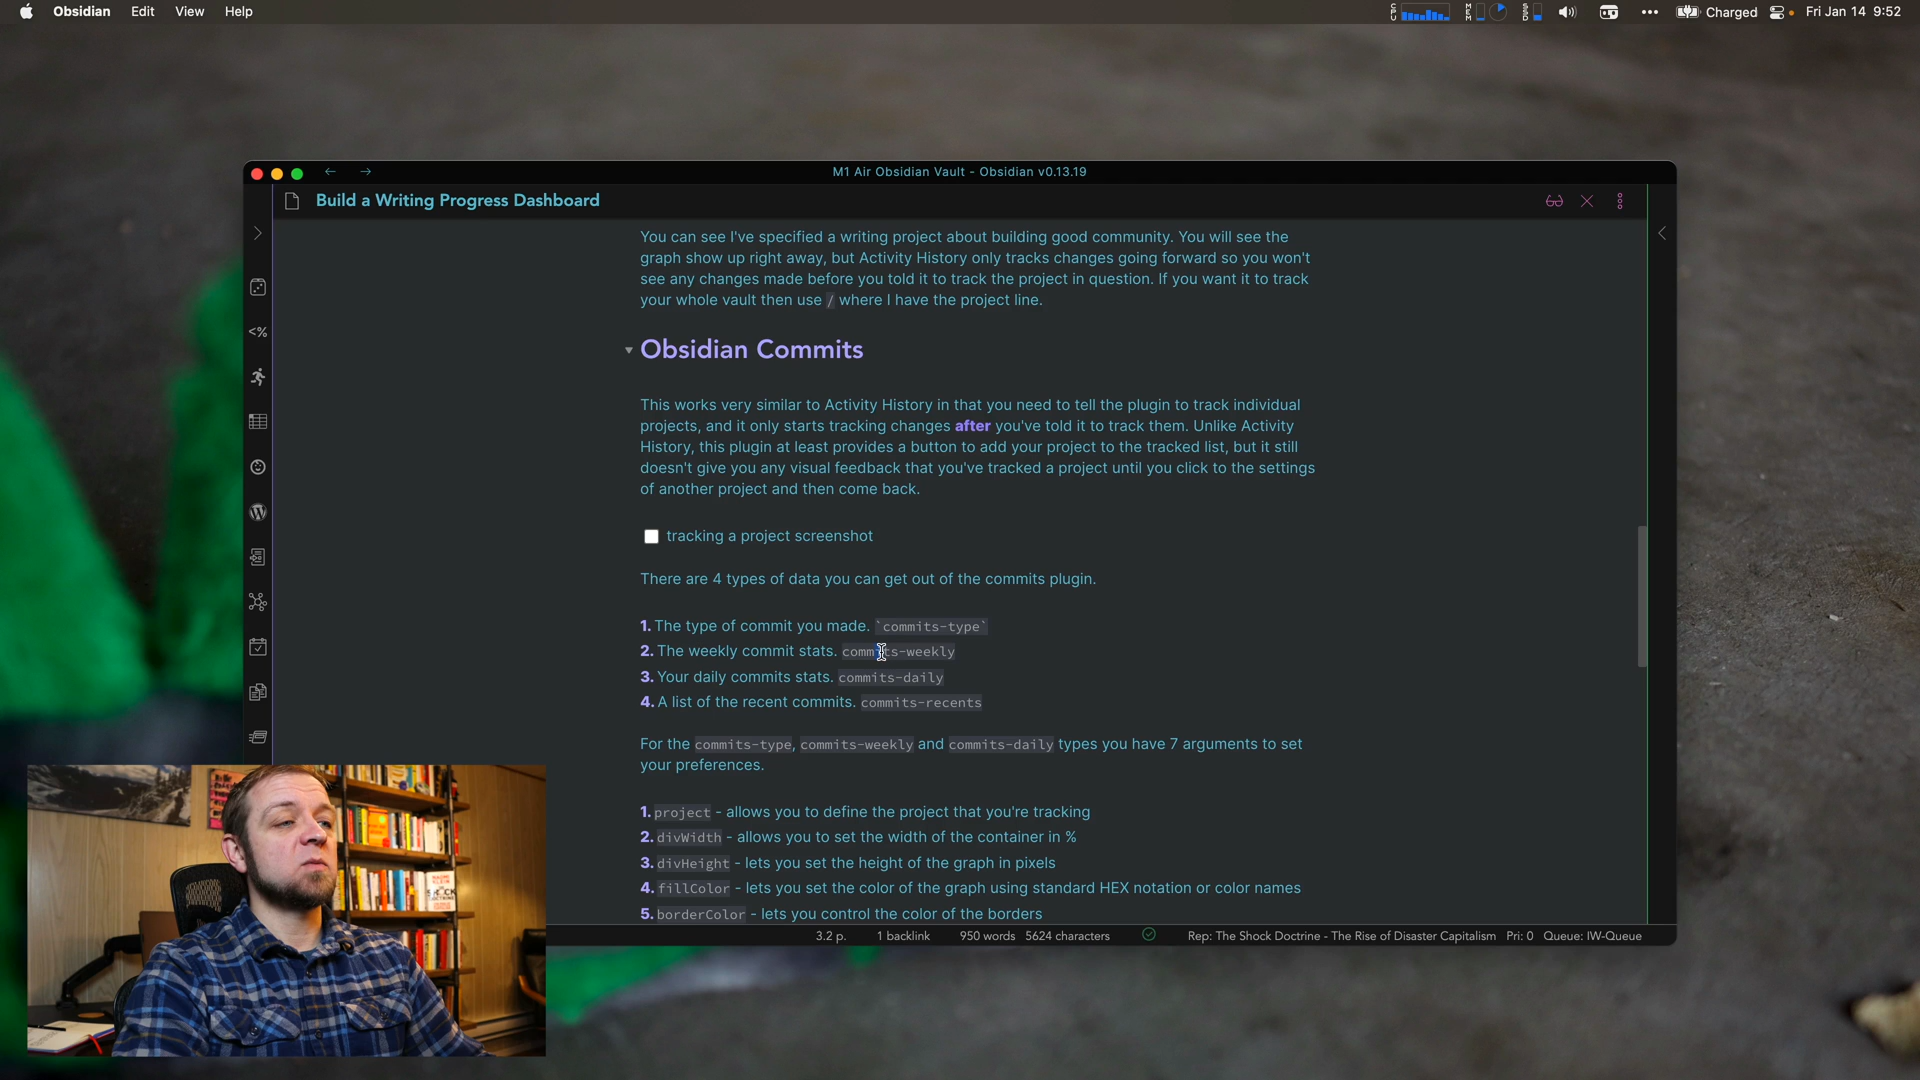 Obsidian Edit View Help
CPU MEM SSD Charged Fri Jan 14 9:52
M1 Air Obsidian Vault - Obsidian v0.13.19
Build a Writing Progress Dashboard
You can see I've specified a writing project about building good community. You will see the
graph show up right away, but Activity History only tracks changes going forward so you won't
see any changes made before you told it to track the project in question. If you want it to track
your whole vault then use / where I have the project line.
<%
Obsidian Commits
This works very similar to Activity History in that you need to tell the plugin to track individual
projects, and it only starts tracking changes after you've told it to track them. Unlike Activity
History, this plugin at least provides a button to add your project to the tracked list, but it still
doesn't give you any visual feedback that you've tracked a project until you click to the settings
of another project and then come back.
tracking a project screenshot
There are 4 types of data you can get out of the commits plugin.
1. The type of commit you made. `commits-type`
2. The weekly commit stats. commits-weekly
3. Your daily commits stats. commits-daily
4. A list of the recent commits. commits-recents
For the commits-type, commits-weekly and commits-daily types you have 7 arguments to set
your preferences.
1. project - allows you to define the project that you're tracking
2. divWidth - allows you to set the width of the container in %
3. divHeight - lets you set the height of the graph in pixels
4. fillColor - lets you set the color of the graph using standard HEX notation or color names
5. borderColor - lets you control the color of the borders
3.2 p. 1 backlink 950 words 5624 characters Rep: The Shock Doctrine - The Rise of Disaster Capitalism Pri: 0 Queue: IW-Queue